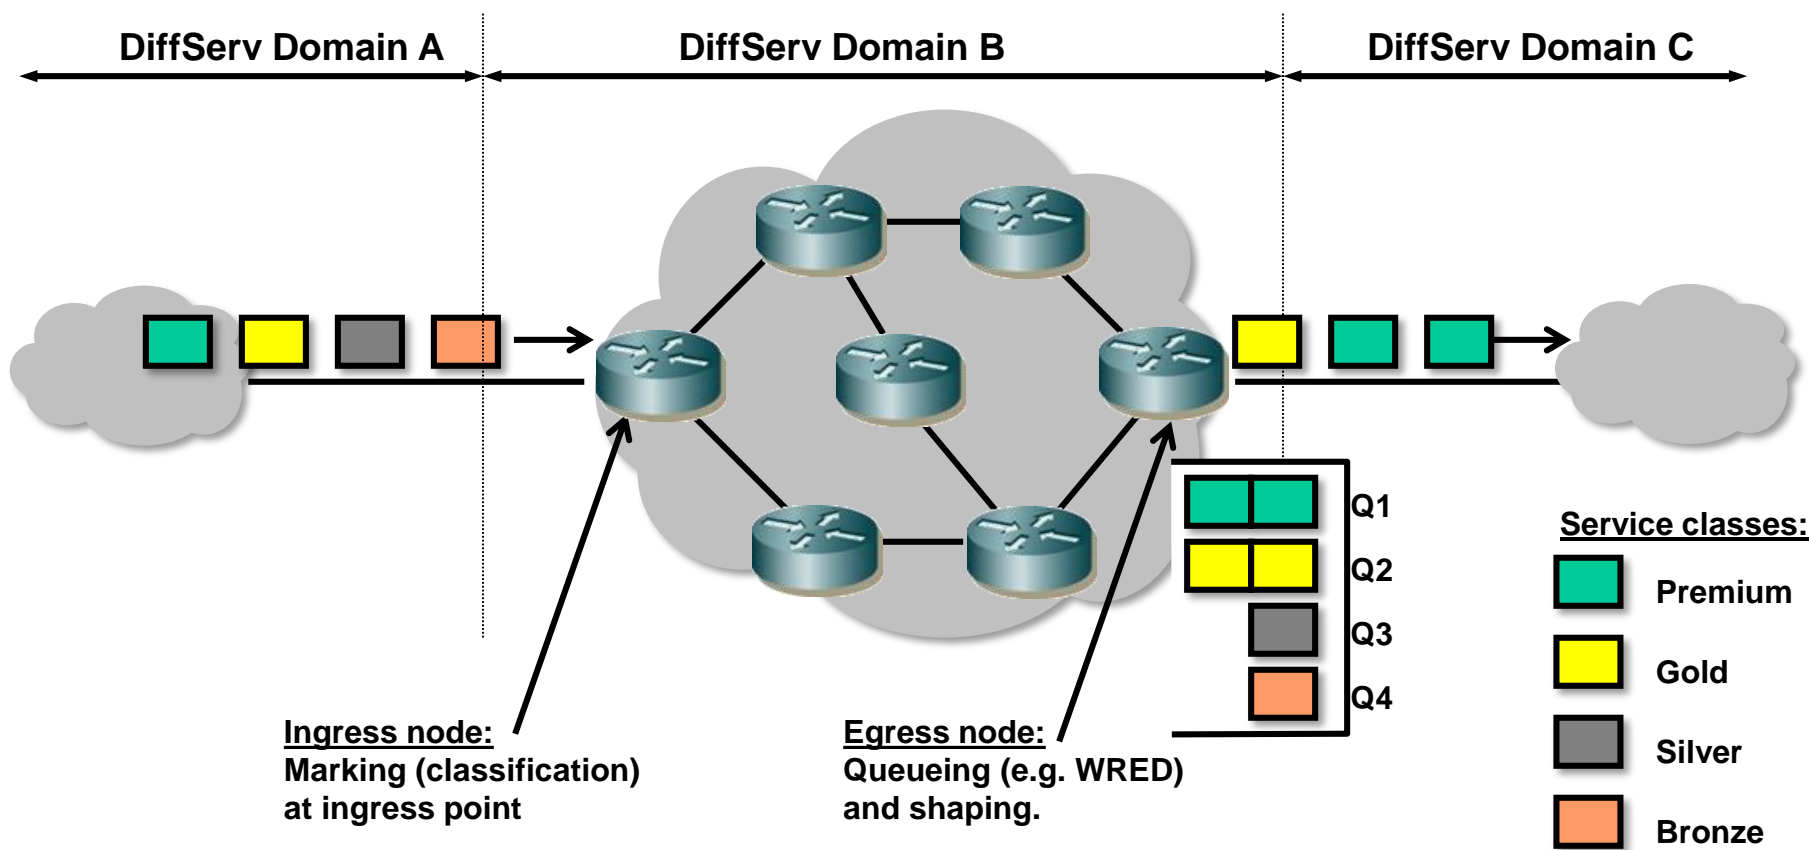 DiffServ Domain A
DiffServ Domain B
DiffServ Domain C
Q1
Q2
Q3
Q4
Service classes:
Premium
Gold
Silver
Bronze
Ingress node:
Marking (classification)
at ingress point
Egress node:
Queueing (e.g. WRED)
and shaping.